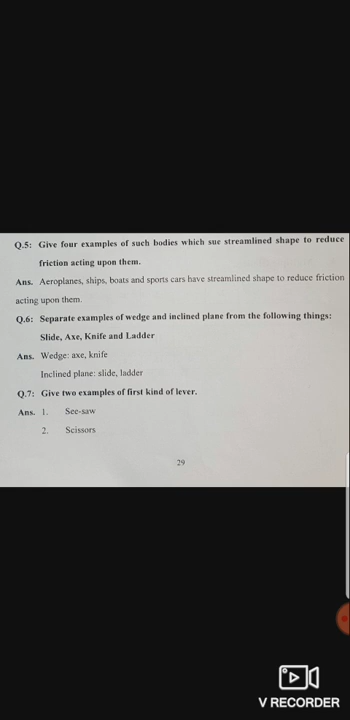 Q.5: Give four examples of such bodies which sue streamlined shape to reduce
friction acting upon them.
Ans. Aeroplanes, ships, boats and sports cars have streamlined shape to reduce friction
acting upon them.
Q.6: Separate examples of wedge and inclined plane from the following things:
Slide, Axe, Knife and Ladder
Ans. Wedge: axe, knife
Inclined plane: slide, ladder
Q.7: Give two examples of first kind of lever.
Ans. 1. See-saw
2. Scissors
29
V RECORDER